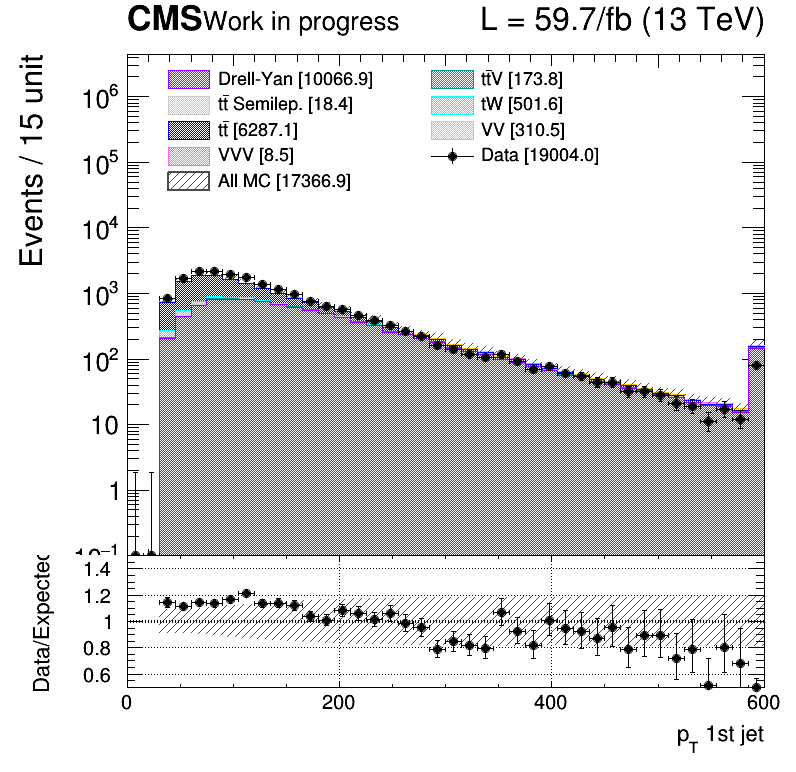 CMS Work in progress L = 59.7/fb (13 TeV)
Events / 15 unit
Drell-Yan [10066.9]
tt̄ Semilep. [18.4]
tt̄ [6287.1]
VVV [8.5]
All MC [17366.9]
tt̄V [173.8]
tW [501.6]
VV [310.5]
Data [19004.0]
10⁶
10⁵
10⁴
10³
10²
10
1
10⁻¹
Data/Expected
1.4
1.2
1
0.8
0.6
0 200 400 600
p_T 1st jet